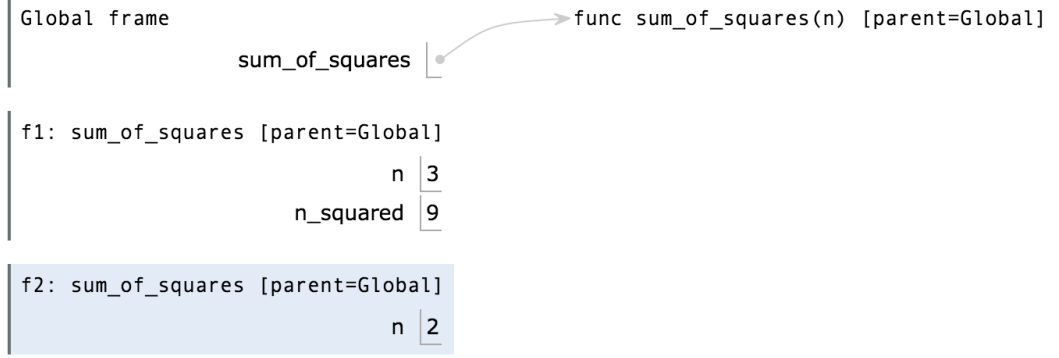 Global frame
func sum_of_squares(n) [parent=Global]
sum_of_squares
f1: sum_of_squares [parent=Global]
n 3
n_squared 9
f2: sum_of_squares [parent=Global]
n 2